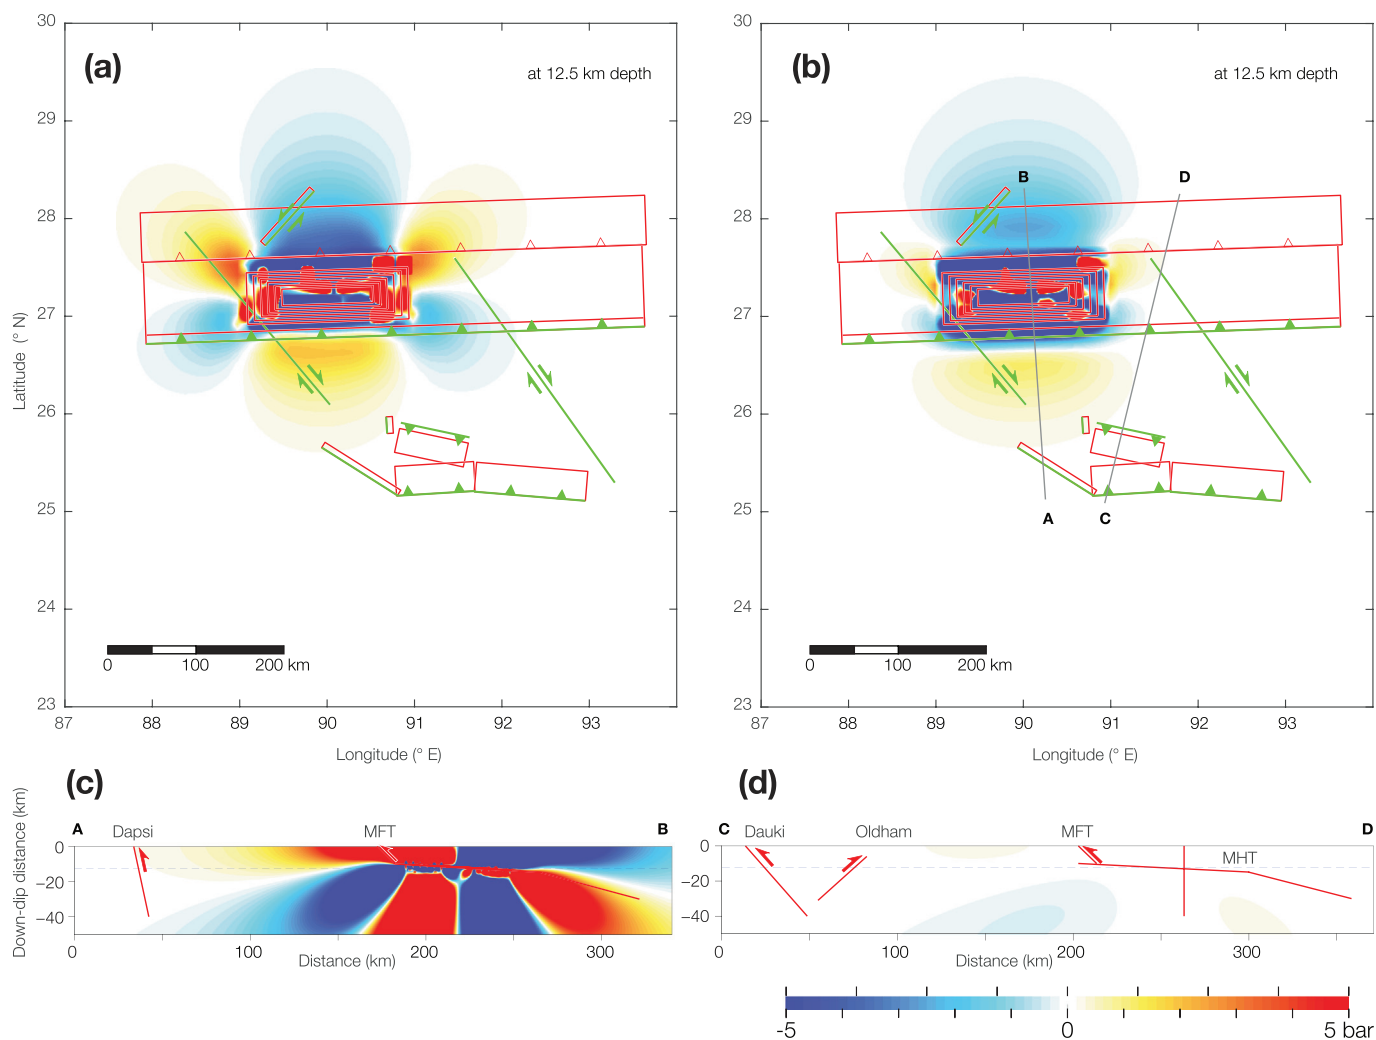 30
30
(a)
(b)
at 12.5 km depth
at 12.5 km depth
29
29
B
D
28
28
Latitude (° N)
27
27
26
26
25
25
A
C
24
24
0
100
200 km
0
100
200 km
23
23
87
88
89
90
91
92
93
87
88
89
90
91
92
93
Longitude (° E)
Longitude (° E)
(c)
(d)
Down-dip distance (km)
A
Dapsi
MFT
B
C
Dauki
Oldham
MFT
D
MHT
0
−20
−40
0
−20
−40
0
100
200
300
Distance (km)
0
100
200
300
Distance (km)
-5
0
5 bar